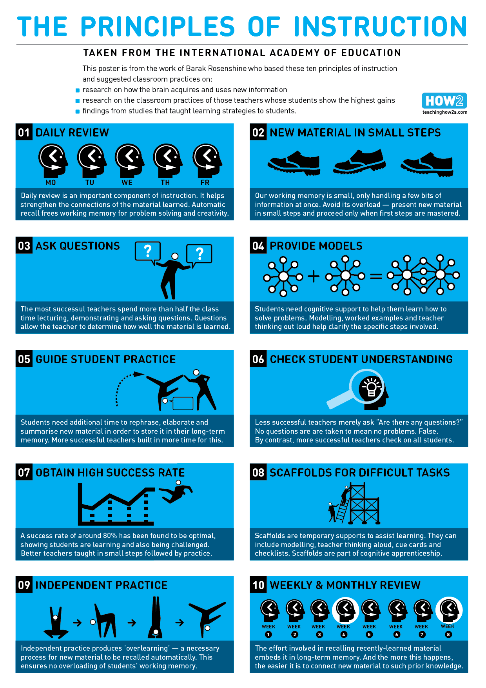 THE PRINCIPLES OF INSTRUCTION
TAKEN FROM THE INTERNATIONAL ACADEMY OF EDUCATION
This poster is from the work of Barak Rosenshine who based these ten principles of instruction
and suggested classroom practices on:
research on how the brain acquires and uses new information
research on the classroom practices of those teachers whose students show the highest gains
findings from studies that taught learning strategies to students.
HOW2
teachinghow2s.com
01 DAILY REVIEW
MO TU WE TH FR
Daily review is an important component of instruction. It helps
strengthen the connections of the material learned. Automatic
recall frees working memory for problem solving and creativity.
02 NEW MATERIAL IN SMALL STEPS
Our working memory is small, only handling a few bits of
information at once. Avoid its overload — present new material
in small steps and proceed only when first steps are mastered.
03 ASK QUESTIONS
? ?
The most successful teachers spend more than half the class
time lecturing, demonstrating and asking questions. Questions
allow the teacher to determine how well the material is learned.
04 PROVIDE MODELS
+ =
Students need cognitive support to help them learn how to
solve problems. Modelling, worked examples and teacher
thinking out loud help clarify the specific steps involved.
05 GUIDE STUDENT PRACTICE
Students need additional time to rephrase, elaborate and
summarise new material in order to store it in their long-term
memory. More successful teachers built in more time for this.
06 CHECK STUDENT UNDERSTANDING
Less successful teachers merely ask “Are there any questions?”
No questions are are taken to mean no problems. False.
By contrast, more successful teachers check on all students.
07 OBTAIN HIGH SUCCESS RATE
A success rate of around 80% has been found to be optimal,
showing students are learning and also being challenged.
Better teachers taught in small steps followed by practice.
08 SCAFFOLDS FOR DIFFICULT TASKS
Scaffolds are temporary supports to assist learning. They can
include modelling, teacher thinking aloud, cue cards and
checklists. Scaffolds are part of cognitive apprenticeship.
09 INDEPENDENT PRACTICE
Independent practice produces ‘overlearning’ — a necessary
process for new material to be recalled automatically. This
ensures no overloading of students’ working memory.
10 WEEKLY & MONTHLY REVIEW
WEEK WEEK WEEK WEEK WEEK WEEK WEEK WEEK
1 2 3 4 5 6 7 8
The effort involved in recalling recently-learned material
embeds it in long-term memory. And the more this happens,
the easier it is to connect new material to such prior knowledge.